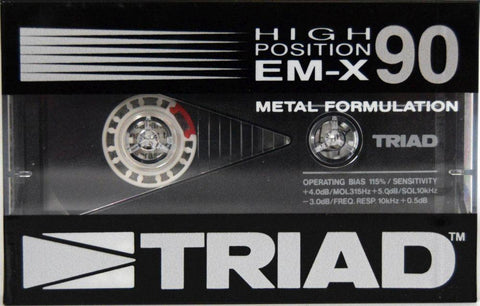 HIGH
POSITION
EM-X 90
METAL FORMULATION
TRIAD
OPERATING BIAS 115% / SENSITIVITY
+4.0dB/MOL315Hz+5.0dB/SOL10kHz
-3.0dB/FREQ. RESP. 10kHz+0.5dB
TRIAD™